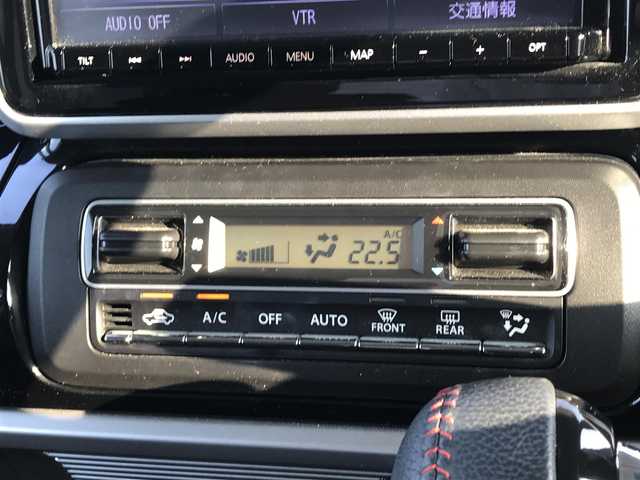 AUDIO OFF VTR 交通情報
TILT AUDIO MENU MAP − + OPT
A/C
22.5
A/C OFF AUTO FRONT REAR